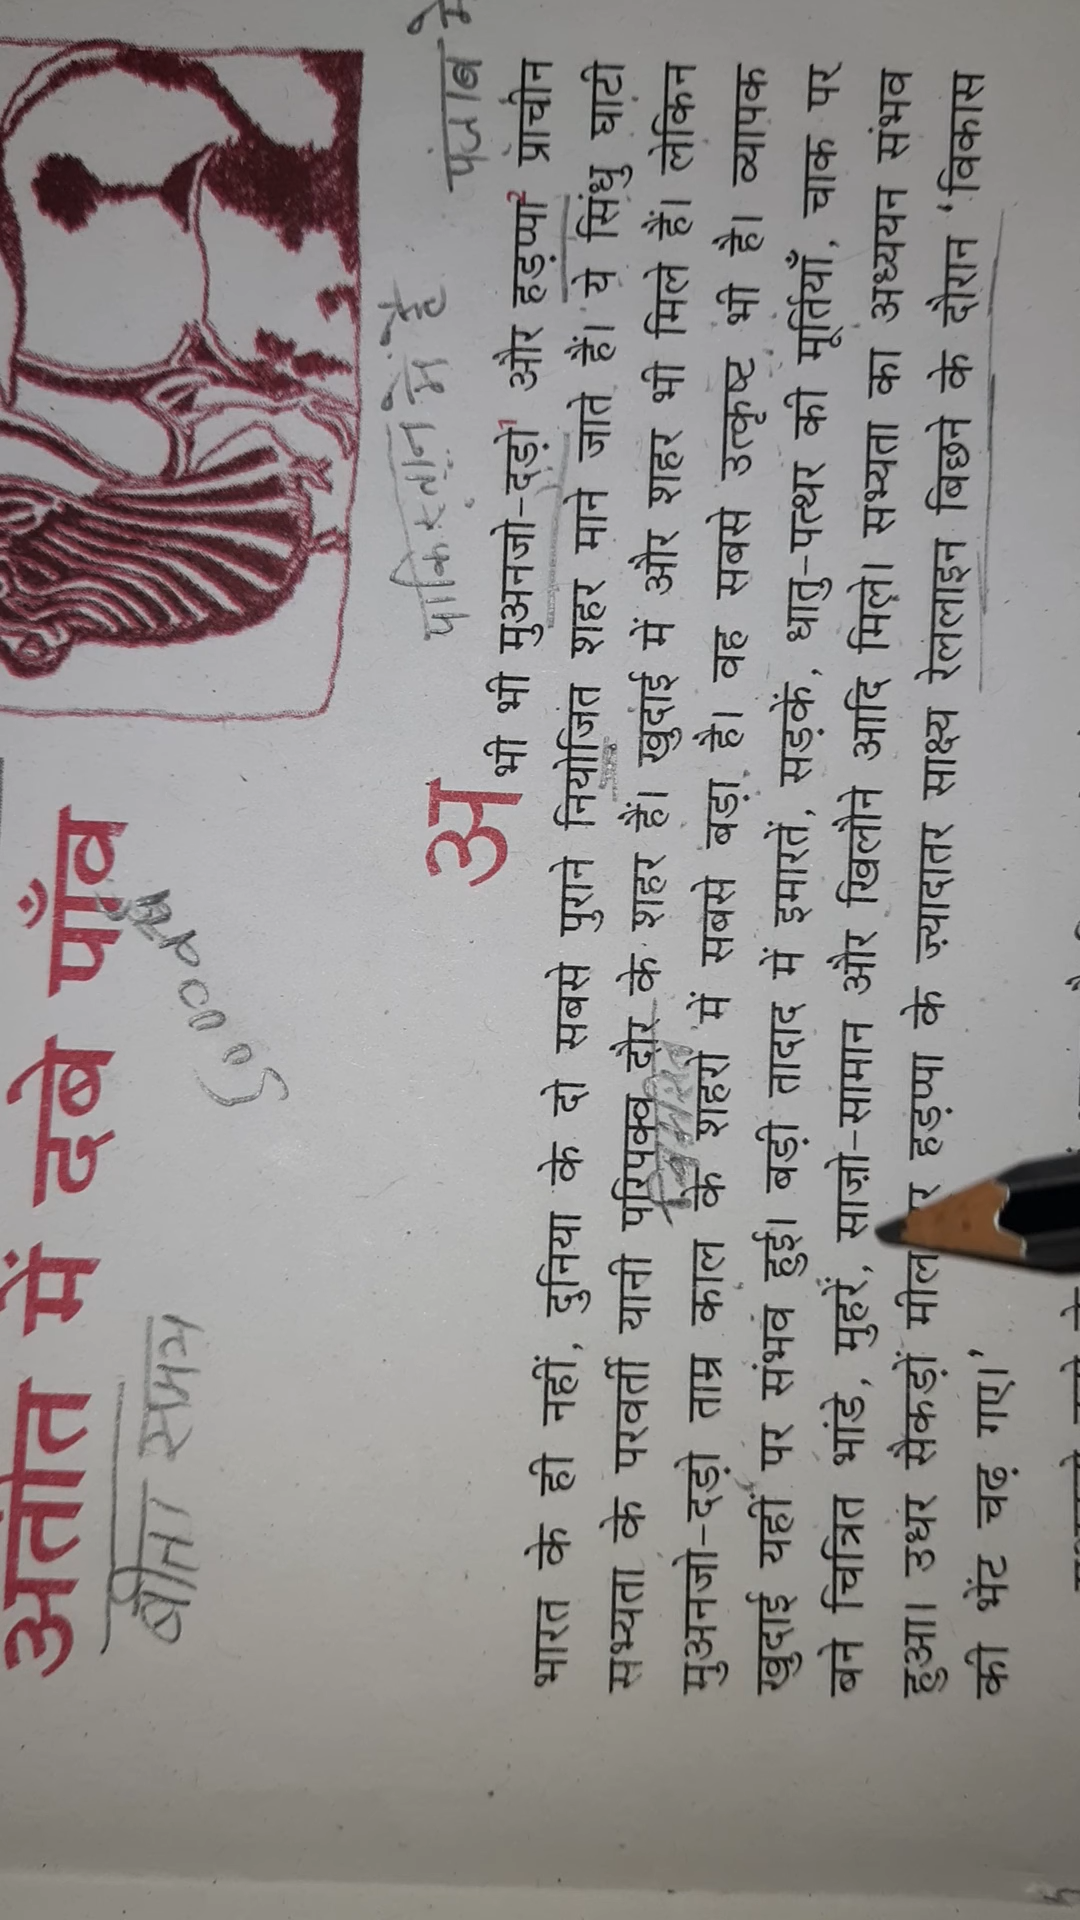 अतीत में दबे पाँव
बीता समय
5000 वर्ष
पाकिस्तान में है
पंजाब में
अभी भी मुअनजो-दड़ो¹ और हड़प्पा² प्राचीन
भारत के ही नहीं, दुनिया के दो सबसे पुराने नियोजित शहर माने जाते हैं। ये सिंधु घाटी
सभ्यता के परवर्ती यानी परिपक्व दौर के शहर हैं। खुदाई में और शहर भी मिले हैं। लेकिन
विकसित
मुअनजो-दड़ो ताम्र काल के शहरों में सबसे बड़ा है। वह सबसे उत्कृष्ट भी है। व्यापक
खुदाई यहीं पर संभव हुई। बड़ी तादाद में इमारतें, सड़कें, धातु-पत्थर की मूर्तियाँ, चाक पर
बने चित्रित भांडे, मुहरें, साज़ो-सामान और खिलौने आदि मिले। सभ्यता का अध्ययन संभव
हुआ। उधर सैकड़ों मील हड़प्पा के ज़्यादातर साक्ष्य रेललाइन बिछने के दौरान 'विकास
की भेंट चढ़ गए।'